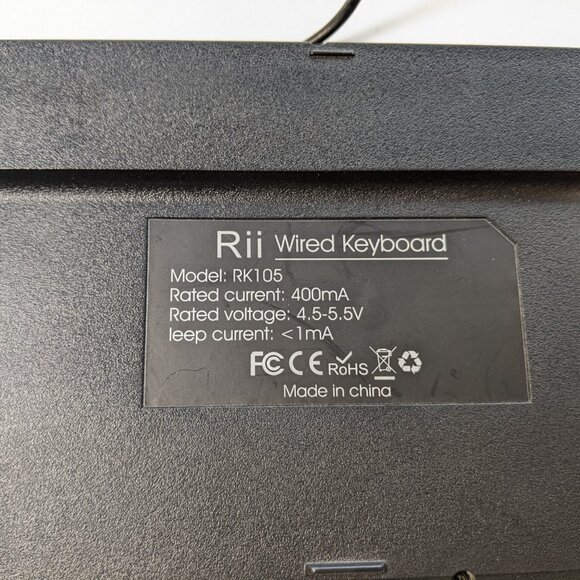 Rii Wired Keyboard
Model: RK105
Rated current: 400mA
Rated voltage: 4.5-5.5V
leep current: <1mA
FC CE RoHS
Made in china